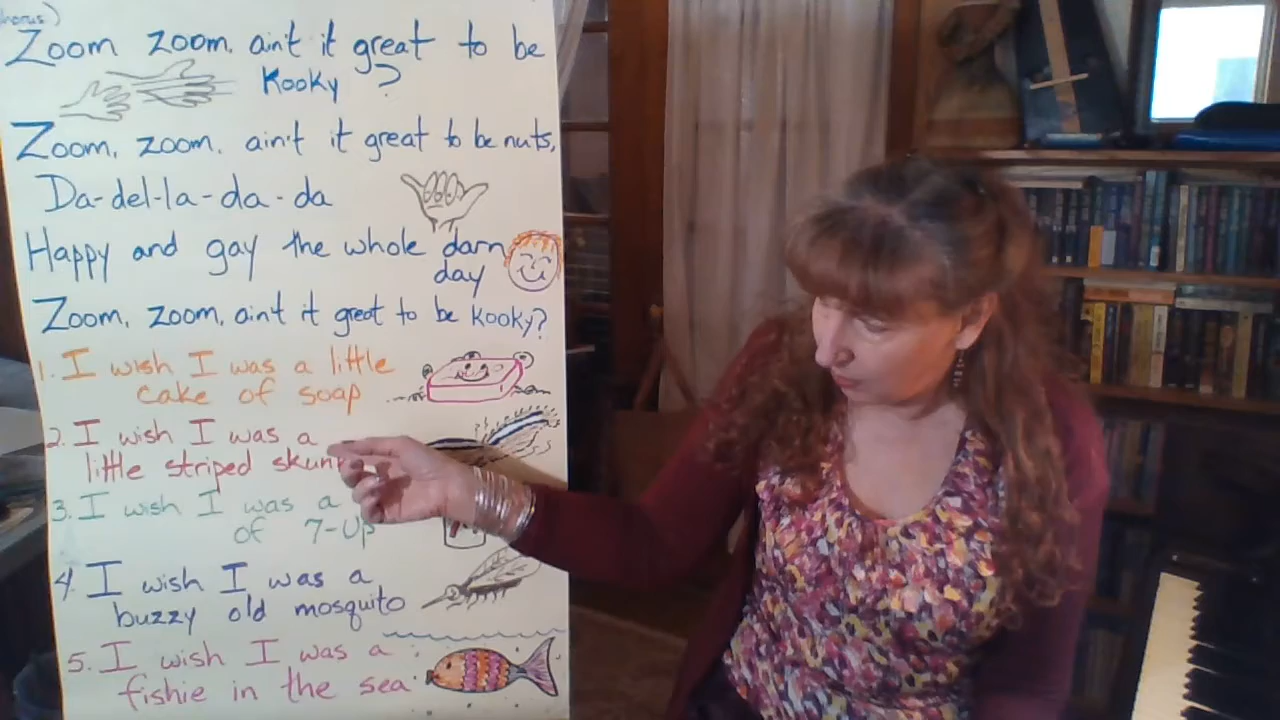 Zoom zoom. ain't it great to be
Kooky?
Zoom. zoom. ain't it great to be nuts,
Da-del-la-da-da
Happy and gay the whole darn
day
Zoom. zoom. ain't it great to be kooky?
1. I wish I was a little
cake of soap
2. I wish I was a
little striped
3. I wish I was a
of 7-Up
4. I wish I was a
buzzy old mosquito
5. I wish I was a
fishie in the sea